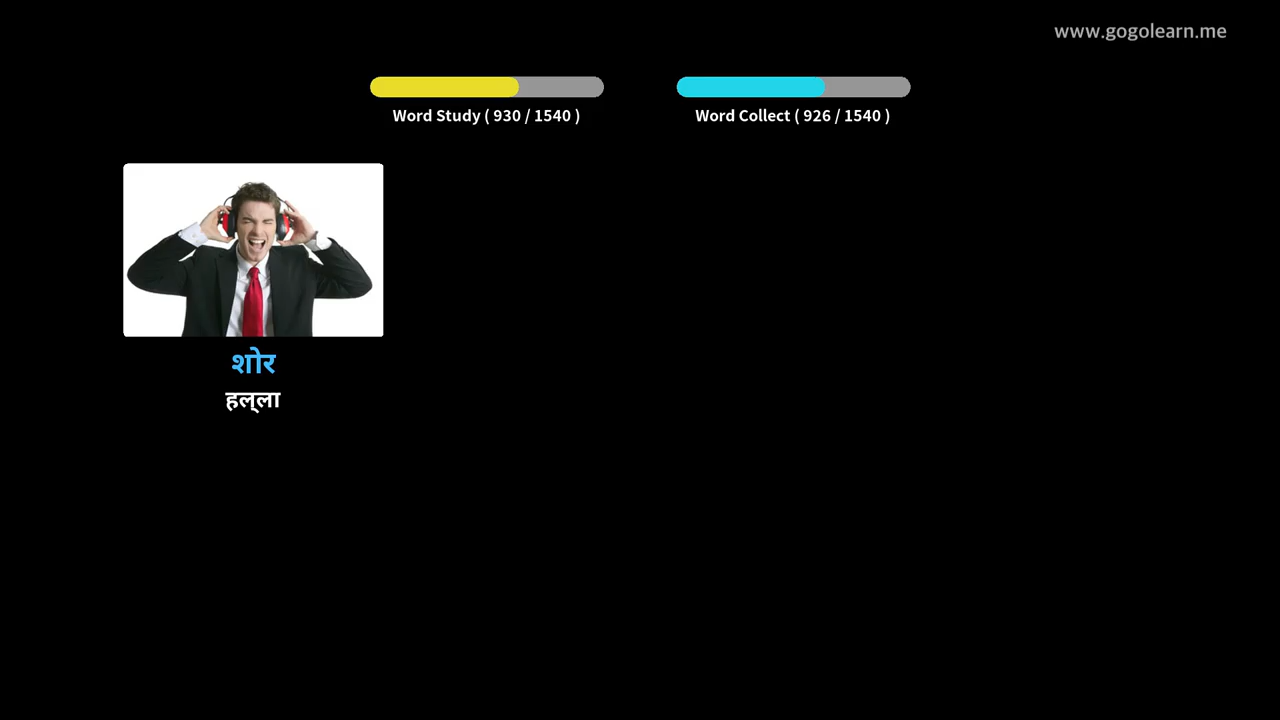 www.gogolearn.me
Word Study ( 930 / 1540 )
Word Collect ( 926 / 1540 )
शोर
हल्ला